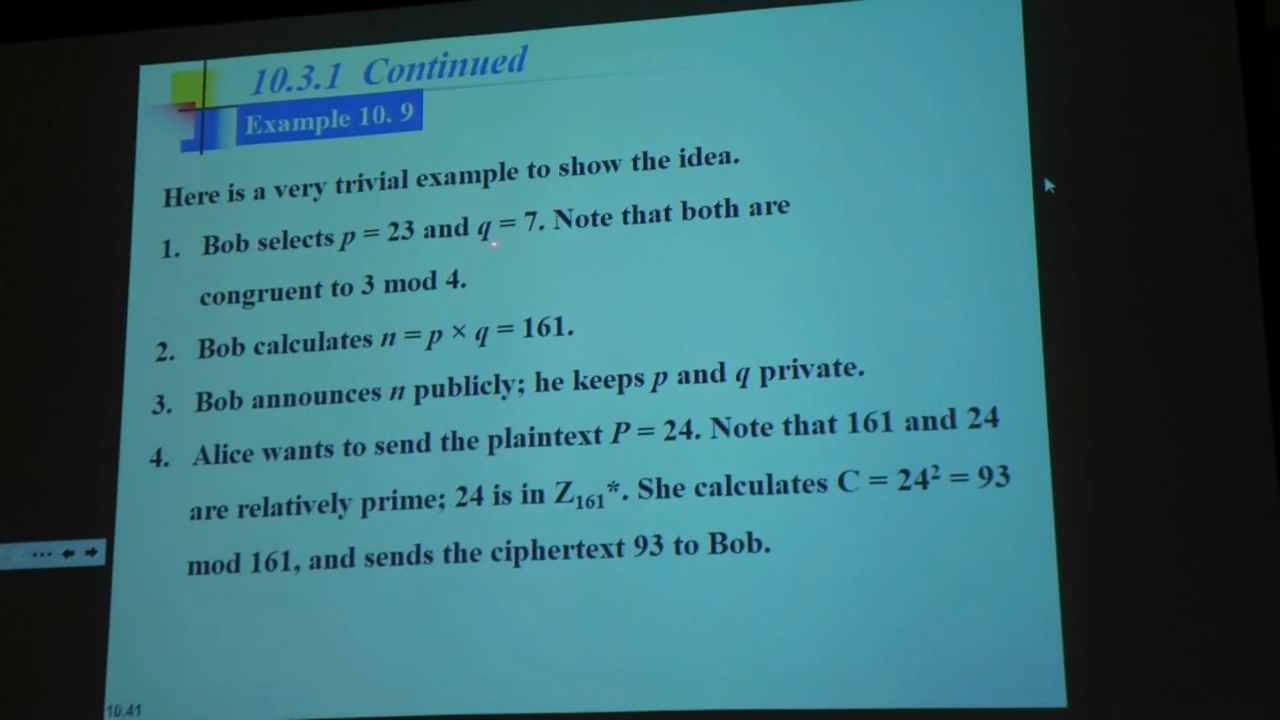 10.3.1 Continued
Example 10. 9
Here is a very trivial example to show the idea.
1. Bob selects p = 23 and q = 7. Note that both are
congruent to 3 mod 4.
2. Bob calculates n = p × q = 161.
3. Bob announces n publicly; he keeps p and q private.
4. Alice wants to send the plaintext P = 24. Note that 161 and 24
are relatively prime; 24 is in Z₁₆₁*. She calculates C = 24² = 93
mod 161, and sends the ciphertext 93 to Bob.
10.41